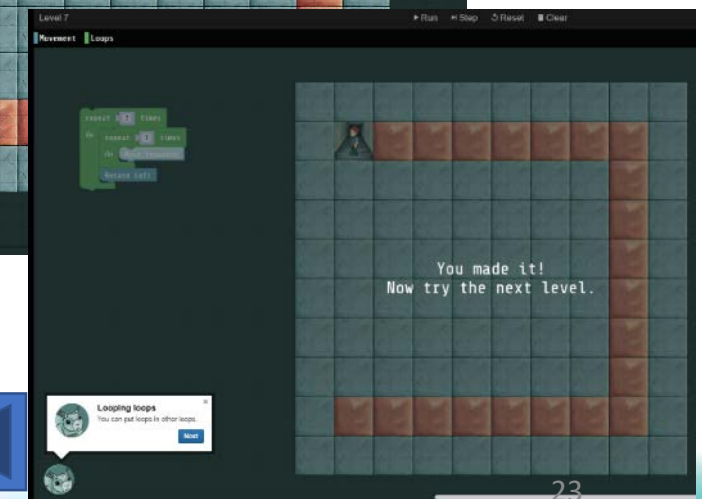 Level 7
Run Step Reset Clear
Movement Loops
repeat times
do repeat times
do
Rotate Left
You made it!
Now try the next level.
Looping loops
You can put loops in other loops.
Next
23